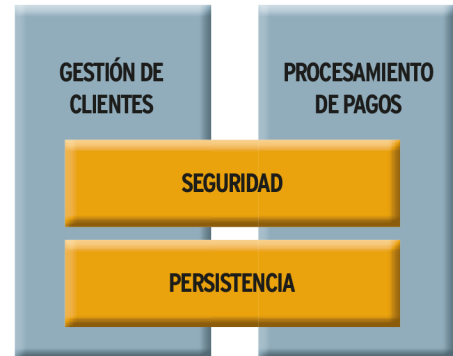 GESTIÓN DE
CLIENTES
PROCESAMIENTO
DE PAGOS
SEGURIDAD
PERSISTENCIA